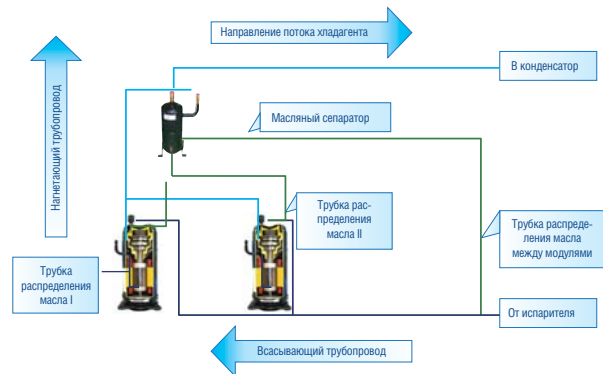 Направление потока хладагента
В конденсатор
Нагнетающий трубопровод
Масляный сепаратор
Трубка рас-
пределения
масла II
Трубка распреде-
ления масла
между модулями
Трубка
распределения
масла I
От испарителя
Всасывающий трубопровод